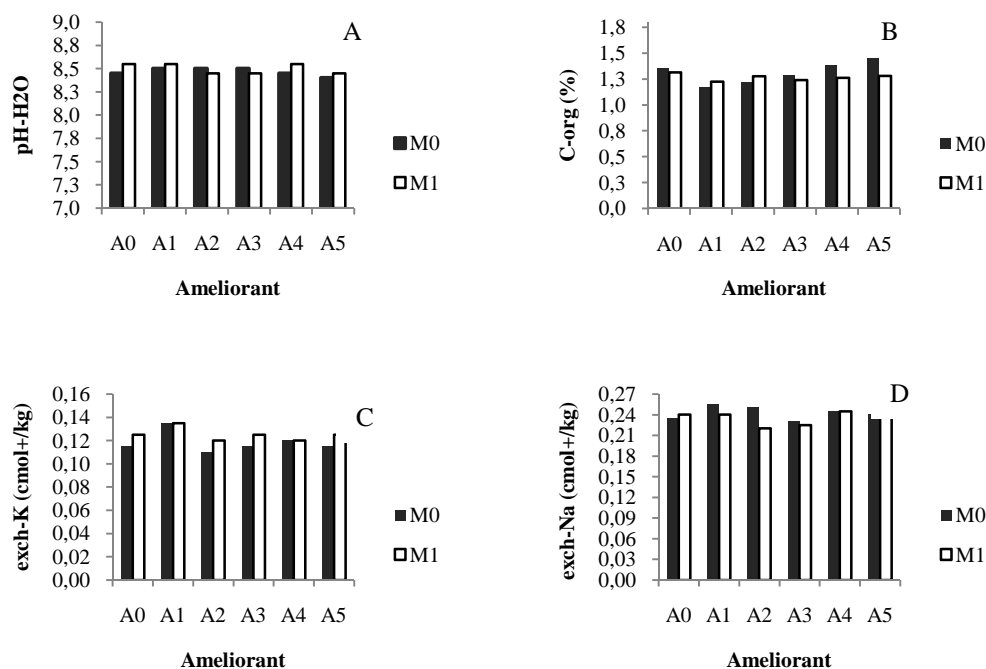 A
9,0
8,8
8,5
8,3
8,0
7,8
7,5
7,3
7,0
pH-H2O
A0 A1 A2 A3 A4 A5
Ameliorant
M0
M1
B
1,8
1,5
1,3
1,0
0,8
0,5
0,3
0,0
C-org (%)
A0 A1 A2 A3 A4 A5
Ameliorant
M0
M1
C
0,16
0,14
0,12
0,10
0,08
0,06
0,04
0,02
0,00
exch-K (cmol+/kg)
A0 A1 A2 A3 A4 A5
Ameliorant
M0
M1
D
0,27
0,24
0,21
0,18
0,15
0,12
0,09
0,06
0,03
0,00
exch-Na (cmol+/kg)
A0 A1 A2 A3 A4 A5
Ameliorant
M0
M1